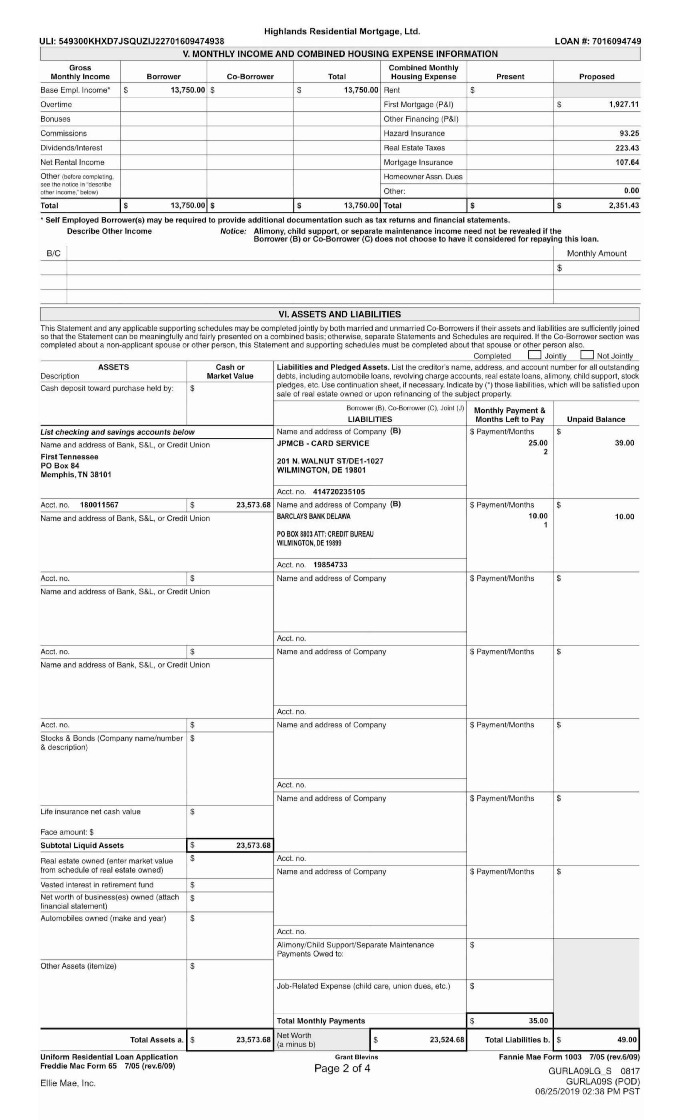 Highlands Residential Mortgage, Ltd.
ULI: 549300KHXD7JSQUZIJ22701609474938 LOAN #: 7016094749
V. MONTHLY INCOME AND COMBINED HOUSING EXPENSE INFORMATION
Gross Monthly Income Borrower Co-Borrower Total Combined Monthly Housing Expense Present Proposed
Base Empl. Income* $ 13,750.00 $ $ 13,750.00 Rent $
Overtime First Mortgage (P&I) $ 1,927.11
Bonuses Other Financing (P&I)
Commissions Hazard Insurance 93.25
Dividends/Interest Real Estate Taxes 223.43
Net Rental Income Mortgage Insurance 107.64
Other (before completing, Homeowner Assn. Dues
see the notice in "describe
other income," below) Other: 0.00
Total $ 13,750.00 $ $ 13,750.00 Total $ 2,351.43
* Self Employed Borrower(s) may be required to provide additional documentation such as tax returns and financial statements.
Describe Other Income Notice: Alimony, child support, or separate maintenance income need not be revealed if the
Borrower (B) or Co-Borrower (C) does not choose to have it considered for repaying this loan.
B/C Monthly Amount
$
VI. ASSETS AND LIABILITIES
This Statement and any applicable supporting schedules may be completed jointly by both married and unmarried Co-Borrowers if their assets and liabilities are sufficiently joined
so that the Statement can be meaningfully and fairly presented on a combined basis; otherwise, separate Statements and Schedules are required. If the Co-Borrower section was
completed about a non-applicant spouse or other person, this Statement and supporting schedules must be completed about that spouse or other person also.
Completed Jointly Not Jointly
ASSETS
Description
Cash or
Market Value
Cash deposit toward purchase held by: $
Liabilities and Pledged Assets. List the creditor's name, address, and account number for all outstanding
debts, including automobile loans, revolving charge accounts, real estate loans, alimony, child support, stock
pledges, etc. Use continuation sheet, if necessary. Indicate by (*) those liabilities, which will be satisfied upon
sale of real estate owned or upon refinancing of the subject property.
Borrower (B), Co-Borrower (C), Joint (J)
LIABILITIES
Monthly Payment &
Months Left to Pay
Unpaid Balance
List checking and savings accounts below
Name and address of Bank, S&L, or Credit Union
First Tennessee
PO Box 84
Memphis, TN 38101
Name and address of Company (B) $ Payment/Months $
JPMCB - CARD SERVICE 25.00 39.00
2
201 N. WALNUT ST/DE1-1027
WILMINGTON, DE 19801
Acct. no. 414720235105
Acct. no. 180011567 $ 23,573.68
Name and address of Bank, S&L, or Credit Union
Name and address of Company (B) $ Payment/Months $
BARCLAYS BANK DELAWA 10.00 10.00
1
PO BOX 8803 ATT: CREDIT BUREAU
WILMINGTON, DE 19899
Acct. no. 19854733
Acct. no. $ Name and address of Company $ Payment/Months $
Name and address of Bank, S&L, or Credit Union
Acct. no.
Acct. no. $ Name and address of Company $ Payment/Months $
Name and address of Bank, S&L, or Credit Union
Acct. no.
Acct. no. $ Name and address of Company $ Payment/Months $
Stocks & Bonds (Company name/number $
& description)
Acct. no.
Name and address of Company $ Payment/Months $
Life insurance net cash value $
Face amount: $
Subtotal Liquid Assets $ 23,573.68
Acct. no.
Real estate owned (enter market value $
from schedule of real estate owned)
Name and address of Company $ Payment/Months $
Vested interest in retirement fund $
Net worth of business(es) owned (attach $
financial statement)
Automobiles owned (make and year) $
Acct. no.
Alimony/Child Support/Separate Maintenance $
Payments Owed to:
Other Assets (itemize) $
Job-Related Expense (child care, union dues, etc.) $
Total Monthly Payments $ 35.00
Total Assets a. $ 23,573.68 Net Worth (a minus b) $ 23,524.68 Total Liabilities b. $ 49.00
Uniform Residential Loan Application Grant Blevins Fannie Mae Form 1003 7/05 (rev.6/09)
Freddie Mac Form 65 7/05 (rev.6/09) Page 2 of 4
GURLA09LG_S 0817
Ellie Mae, Inc. GURLA09S (POD)
06/25/2019 02:38 PM PST